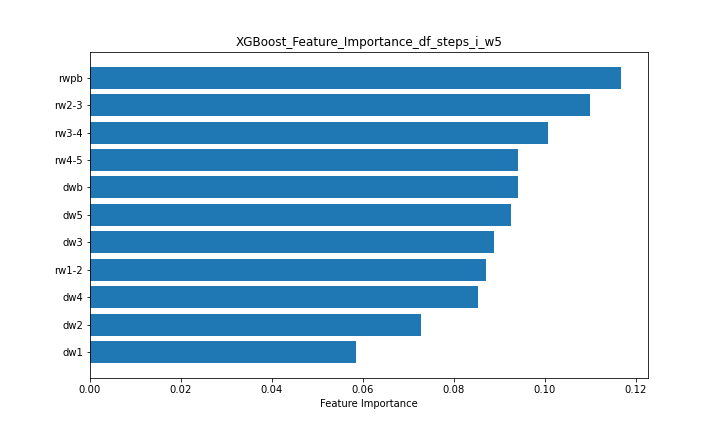 XGBoost_Feature_Importance_df_steps_i_w5
rwpb
rw2-3
rw3-4
rw4-5
dwb
dw5
dw3
rw1-2
dw4
dw2
dw1
0.00 0.02 0.04 0.06 0.08 0.10 0.12
Feature Importance